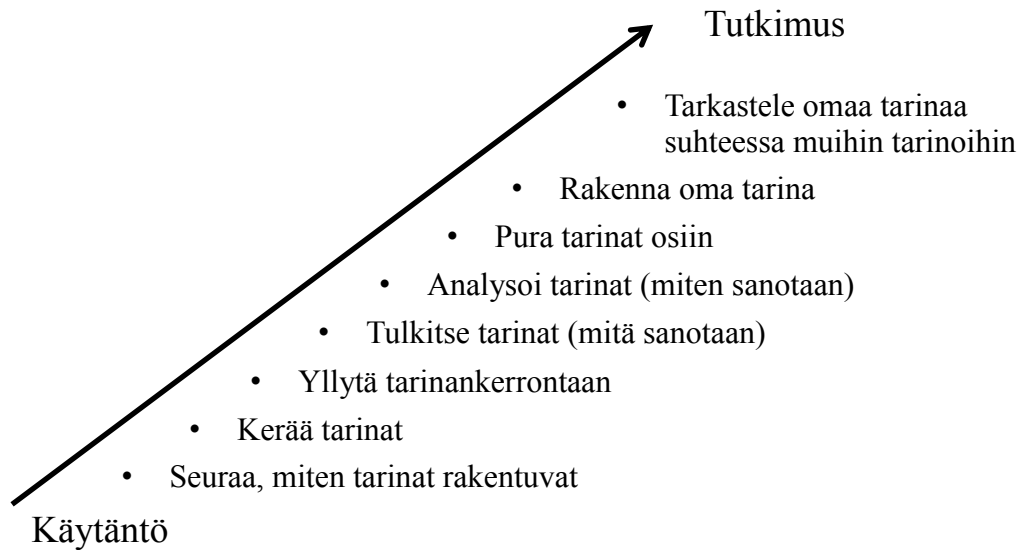 Tutkimus
• Tarkastele omaa tarinaa
suhteessa muihin tarinoihin
• Rakenna oma tarina
• Pura tarinat osiin
• Analysoi tarinat (miten sanotaan)
• Tulkitse tarinat (mitä sanotaan)
• Yllytä tarinankerrontaan
• Kerää tarinat
• Seuraa, miten tarinat rakentuvat
Käytäntö